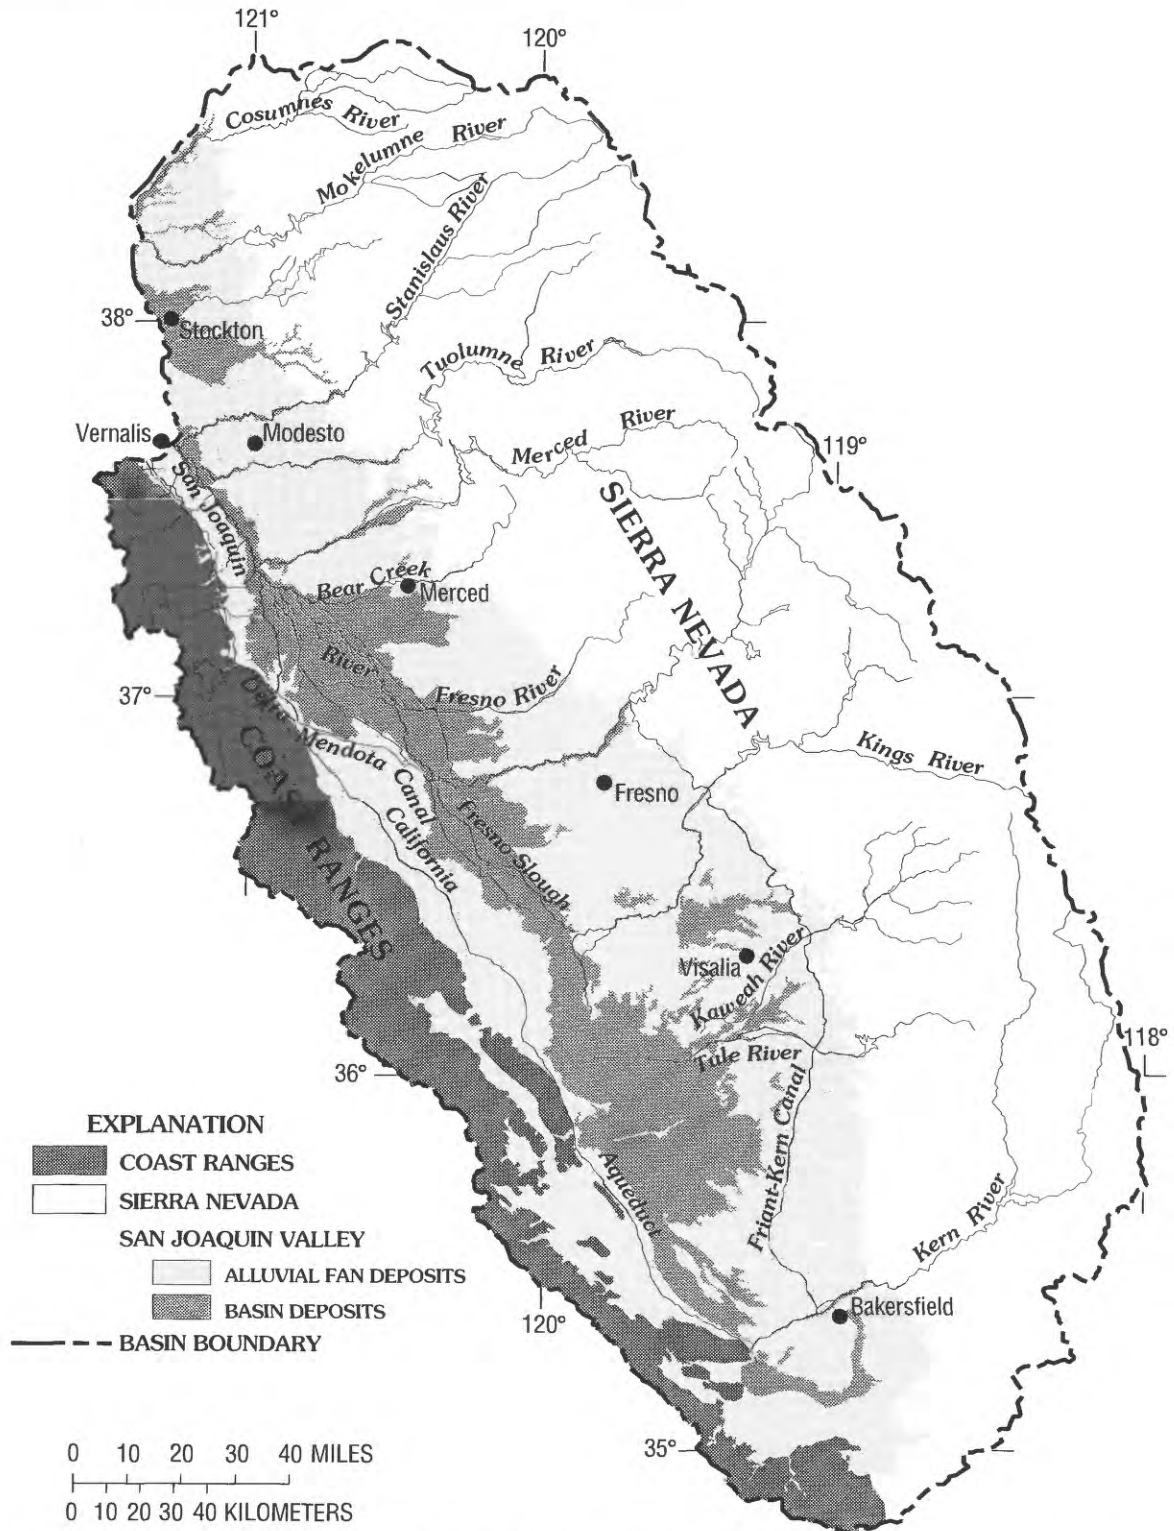 121°
120°
Cosumnes River
Mokelumne River
Stanislaus River
38°
Stockton
Tuolumne River
Vernalis
Modesto
Merced River
119°
San Joaquin
SIERRA NEVADA
Bear Creek
Merced
River
Fresno River
37°
Delta Mendota Canal
COAST RANGES
Kings River
Fresno
California
Fresno Slough
Visalia
Kaweah River
Tule River
118°
36°
Friant-Kern Canal
Aqueduct
Kern River
Bakersfield
120°
35°
EXPLANATION
COAST RANGES
SIERRA NEVADA
SAN JOAQUIN VALLEY
ALLUVIAL FAN DEPOSITS
BASIN DEPOSITS
BASIN BOUNDARY
0 10 20 30 40 MILES
0 10 20 30 40 KILOMETERS